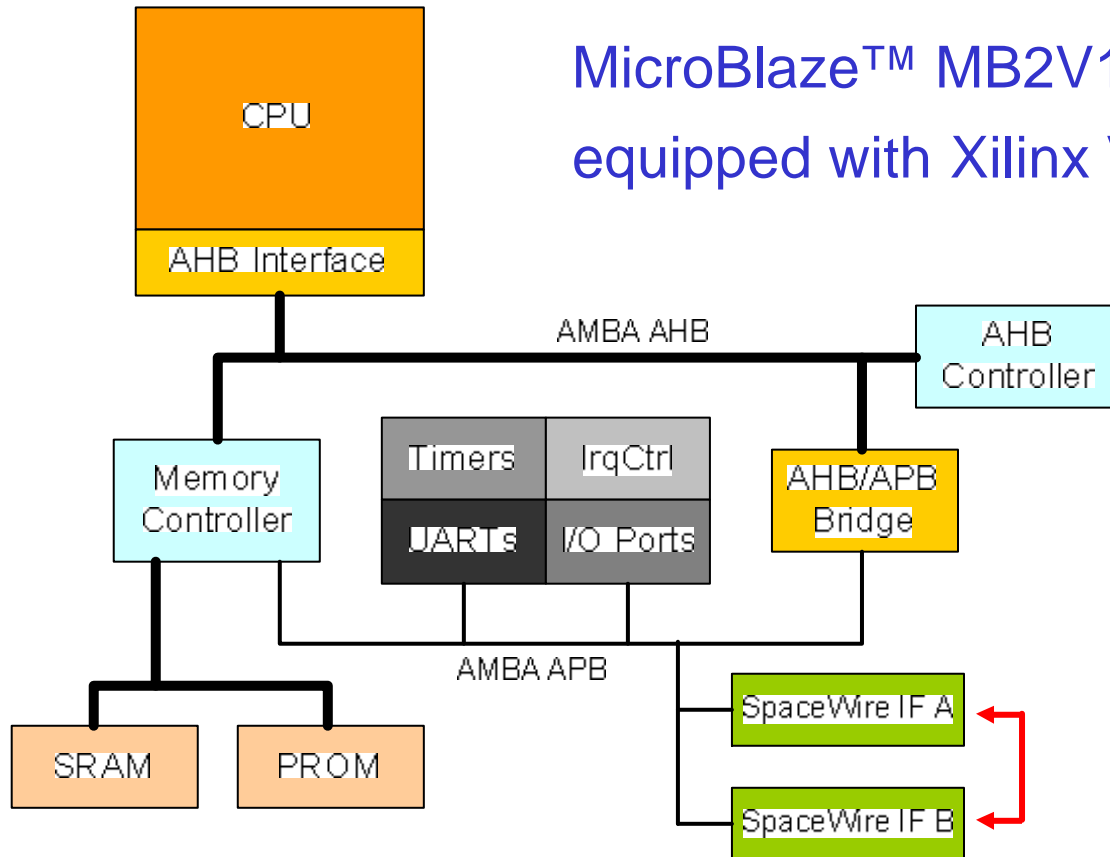 MicroBlaze™ MB2V1
equipped with Xilinx
CPU
AHB Interface
AMBA AHB
AHB
Controller
Timers
IrqCtrl
Memory
Controller
AHB/APB
Bridge
UARTs
I/O Ports
AMBA APB
SpaceWire IF A
SRAM
PROM
SpaceWire IF B